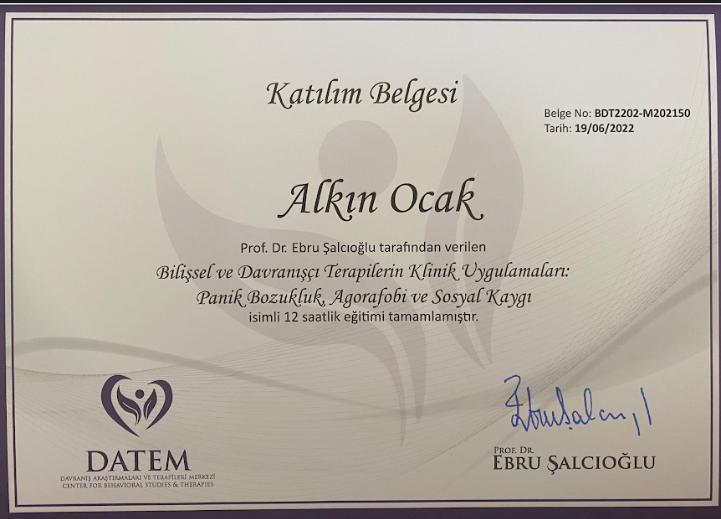 Katılım Belgesi
Belge No: BDT2202-M202150
Tarih: 19/06/2022
Alkın Ocak
Prof. Dr. Ebru Şalcıoğlu tarafından verilen
Bilişsel ve Davranışçı Terapilerin Klinik Uygulamaları:
Panik Bozukluk, Agorafobi ve Sosyal Kaygı
isimli 12 saatlik eğitimi tamamlamıştır.
DATEM
DAVRANIŞ ARAŞTIRMALARI VE TERAPİLERİ MERKEZİ
CENTER FOR BEHAVIORAL STUDIES & THERAPIES
PROF. DR.
EBRU ŞALCIOĞLU